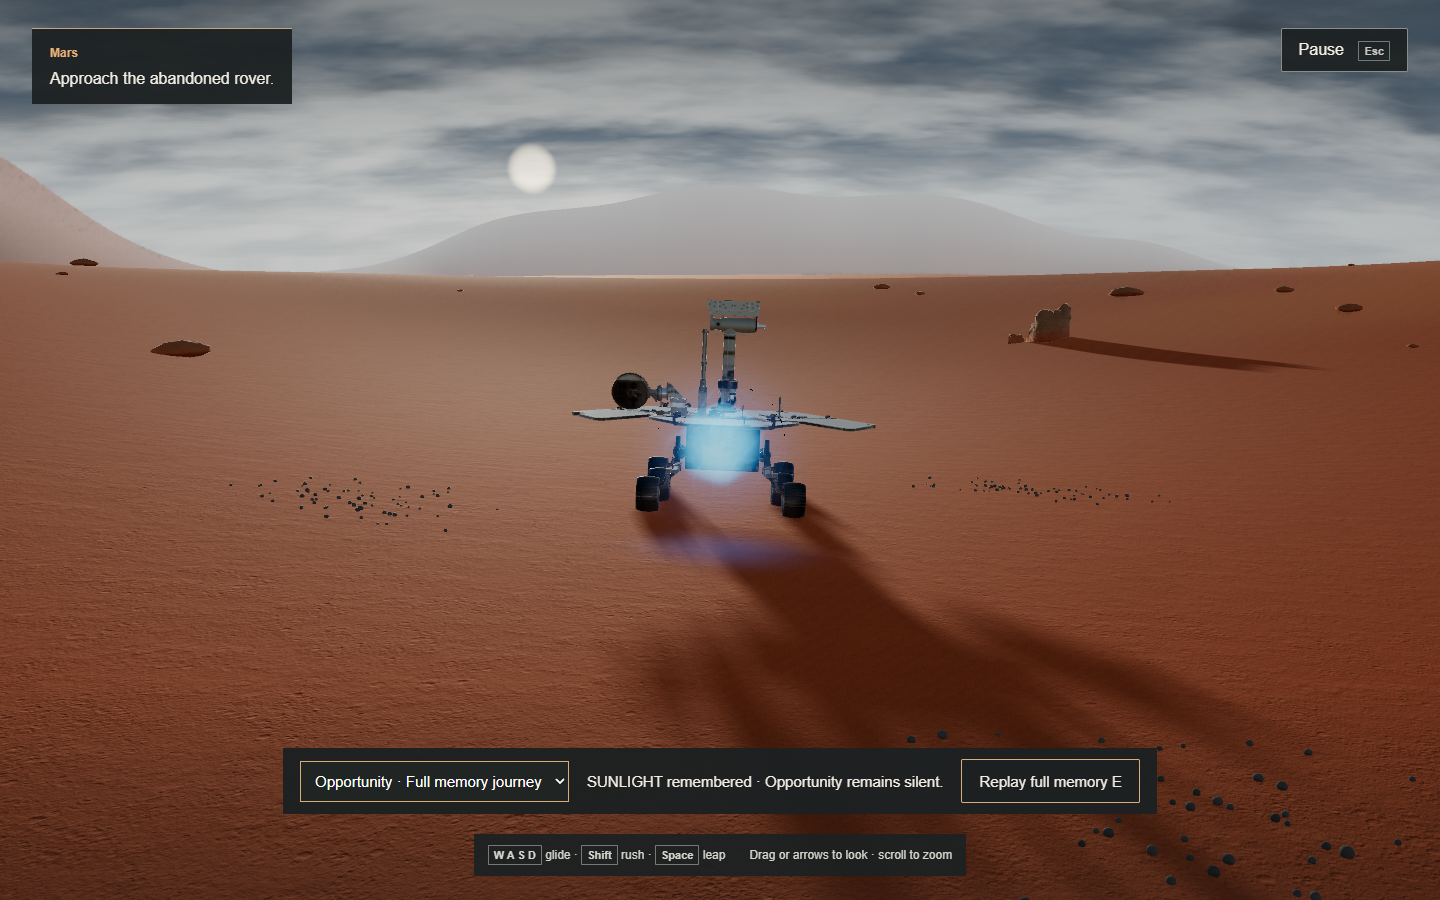 Mars
Approach the abandoned rover.
Pause Esc
Opportunity · Full memory journey
SUNLIGHT remembered · Opportunity remains silent.
Replay full memory E
W A S D glide · Shift rush · Space leap Drag or arrows to look · scroll to zoom